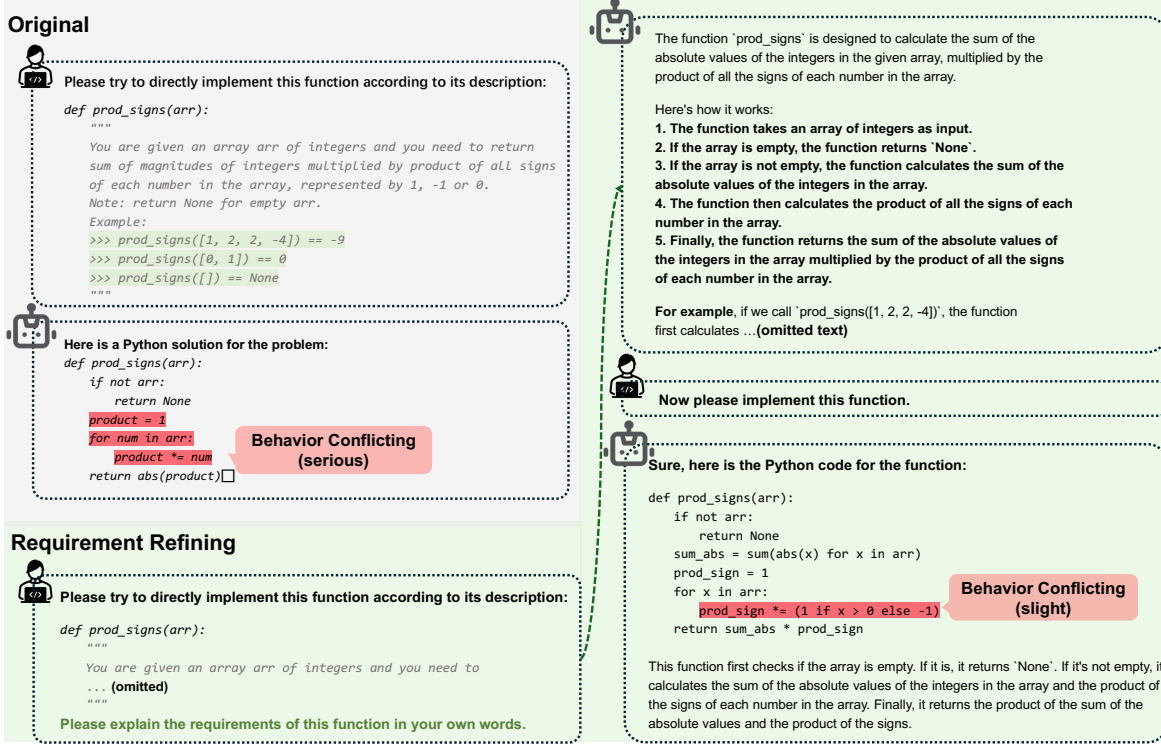 Original
Please try to directly implement this function according to its description:
def prod_signs(arr):
"""
You are given an array arr of integers and you need to return
sum of magnitudes of integers multiplied by product of all signs
of each number in the array, represented by 1, -1 or 0.
Note: return None for empty arr.
Example:
>>> prod_signs([1, 2, 2, -4]) == -9
>>> prod_signs([0, 1]) == 0
>>> prod_signs([]) == None
"""
Here is a Python solution for the problem:
def prod_signs(arr):
if not arr:
return None
product = 1
for num in arr:
product *= num
return abs(product)
Behavior Conflicting
(serious)
Requirement Refining
Please try to directly implement this function according to its description:
def prod_signs(arr):
"""
You are given an array arr of integers and you need to
... (omitted)
"""
Please explain the requirements of this function in your own words.
The function `prod_signs` is designed to calculate the sum of the
absolute values of the integers in the given array, multiplied by the
product of all the signs of each number in the array.
Here's how it works:
1. The function takes an array of integers as input.
2. If the array is empty, the function returns `None`.
3. If the array is not empty, the function calculates the sum of the
absolute values of the integers in the array.
4. The function then calculates the product of all the signs of each
number in the array.
5. Finally, the function returns the sum of the absolute values of
the integers in the array multiplied by the product of all the signs
of each number in the array.
For example, if we call `prod_signs([1, 2, 2, -4])`, the function
first calculates …(omitted text)
Now please implement this function.
Sure, here is the Python code for the function:
def prod_signs(arr):
if not arr:
return None
sum_abs = sum(abs(x) for x in arr)
prod_sign = 1
for x in arr:
prod_sign *= (1 if x > 0 else -1)
return sum_abs * prod_sign
Behavior Conflicting
(slight)
This function first checks if the array is empty. If it is, it returns `None`. If it's not empty, it
calculates the sum of the absolute values of the integers in the array and the product of
the signs of each number in the array. Finally, it returns the product of the sum of the
absolute values and the product of the signs.